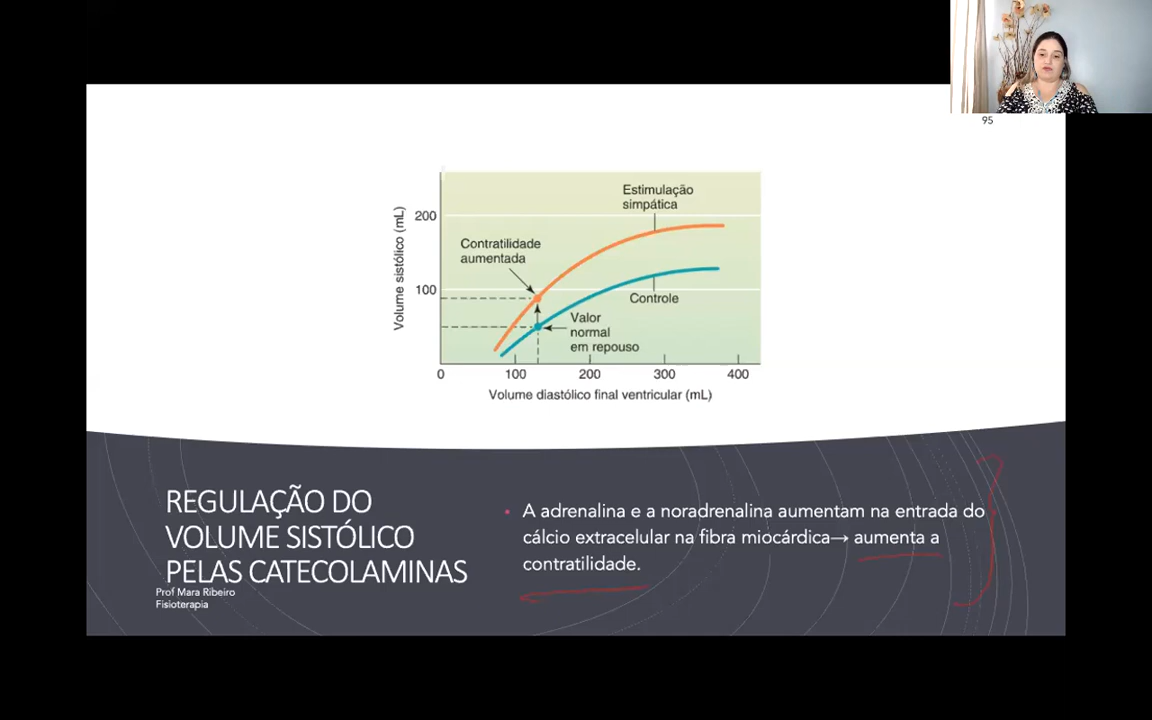 95
Estimulação
simpática
200
Contratilidade
aumentada
Volume sistólico (mL)
100
Controle
Valor
normal
em repouso
0 100 200 300 400
Volume diastólico final ventricular (mL)
REGULAÇÃO DO
VOLUME SISTÓLICO
PELAS CATECOLAMINAS
Prof Mara Ribeiro
Fisioterapia
• A adrenalina e a noradrenalina aumentam na entrada do
cálcio extracelular na fibra miocárdica→ aumenta a
contratilidade.